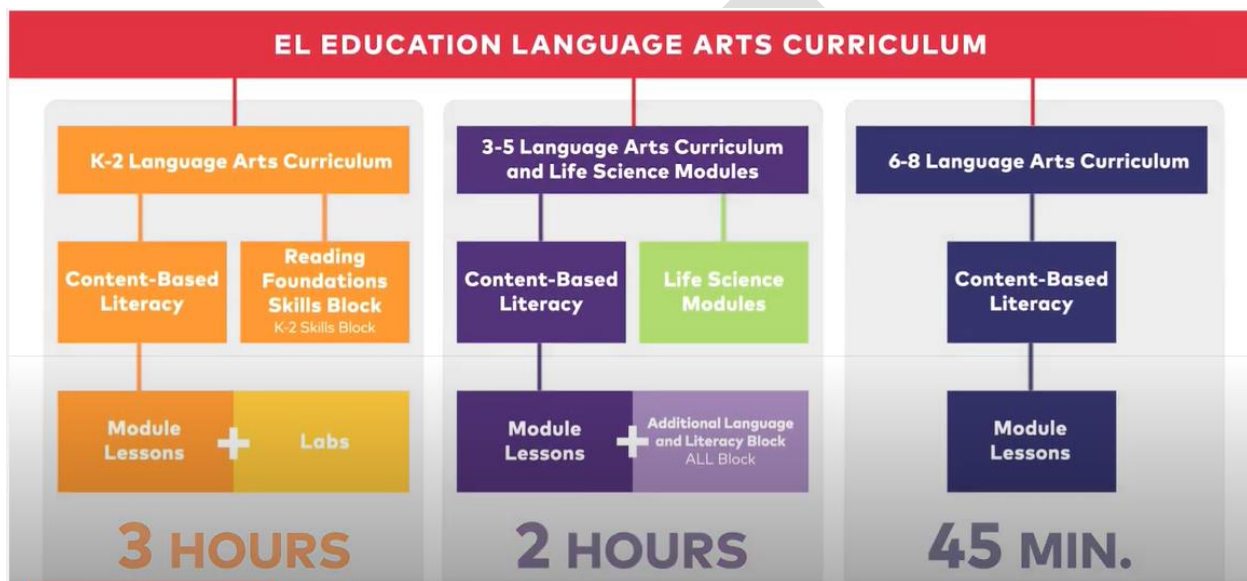 EL EDUCATION LANGUAGE ARTS CURRICULUM
K-2 Language Arts Curriculum
Content-Based
Literacy
Reading
Foundations
Skills Block
K-2 Skills Block
Module
Lessons
+
Labs
3 HOURS
3-5 Language Arts Curriculum
and Life Science Modules
Content-Based
Literacy
Life Science
Modules
Module
Lessons
+
Additional Language
and Literacy Block
ALL Block
2 HOURS
6-8 Language Arts Curriculum
Content-Based
Literacy
Module
Lessons
45 MIN.